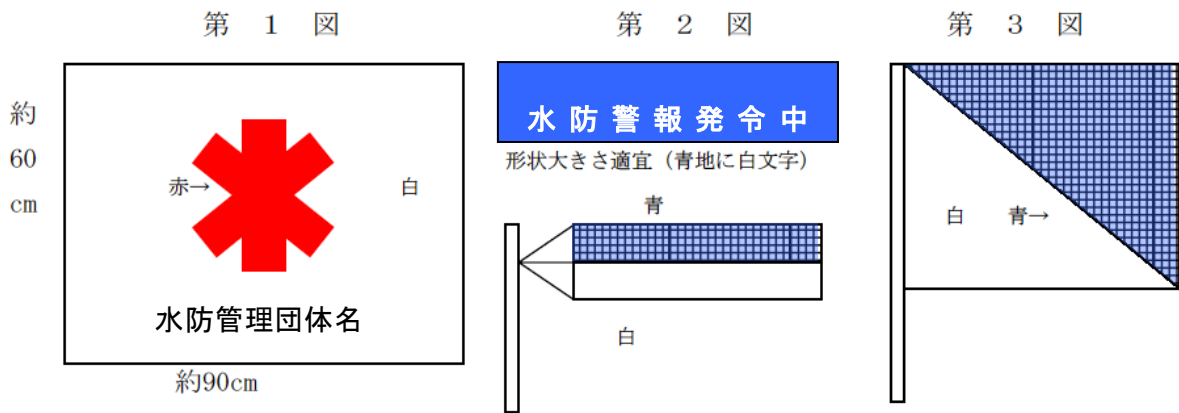 第 1 図
約
60
cm
赤→
白
水防管理団体名
約90cm
第 2 図
水防警報発令中
形状大きさ適宜（青地に白文字）
青
白
第 3 図
白 青→